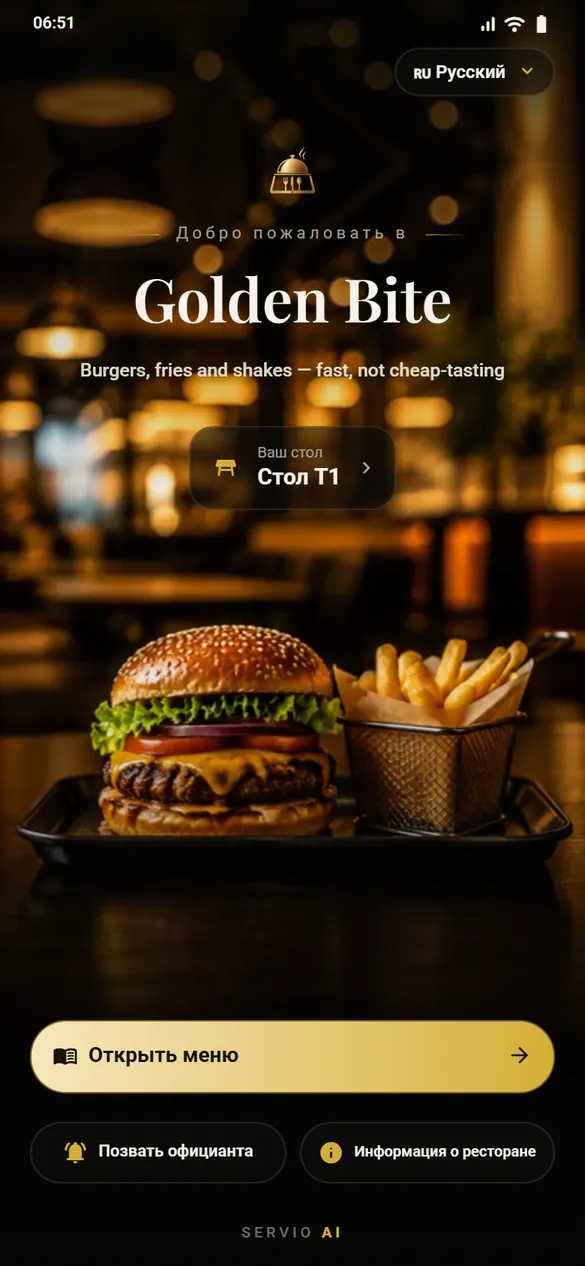 06:51
RU Русский
Добро пожаловать в
Golden Bite
Burgers, fries and shakes — fast, not cheap-tasting
Ваш стол
Стол T1
Открыть меню
Позвать официанта
Информация о ресторане
SERVIO AI